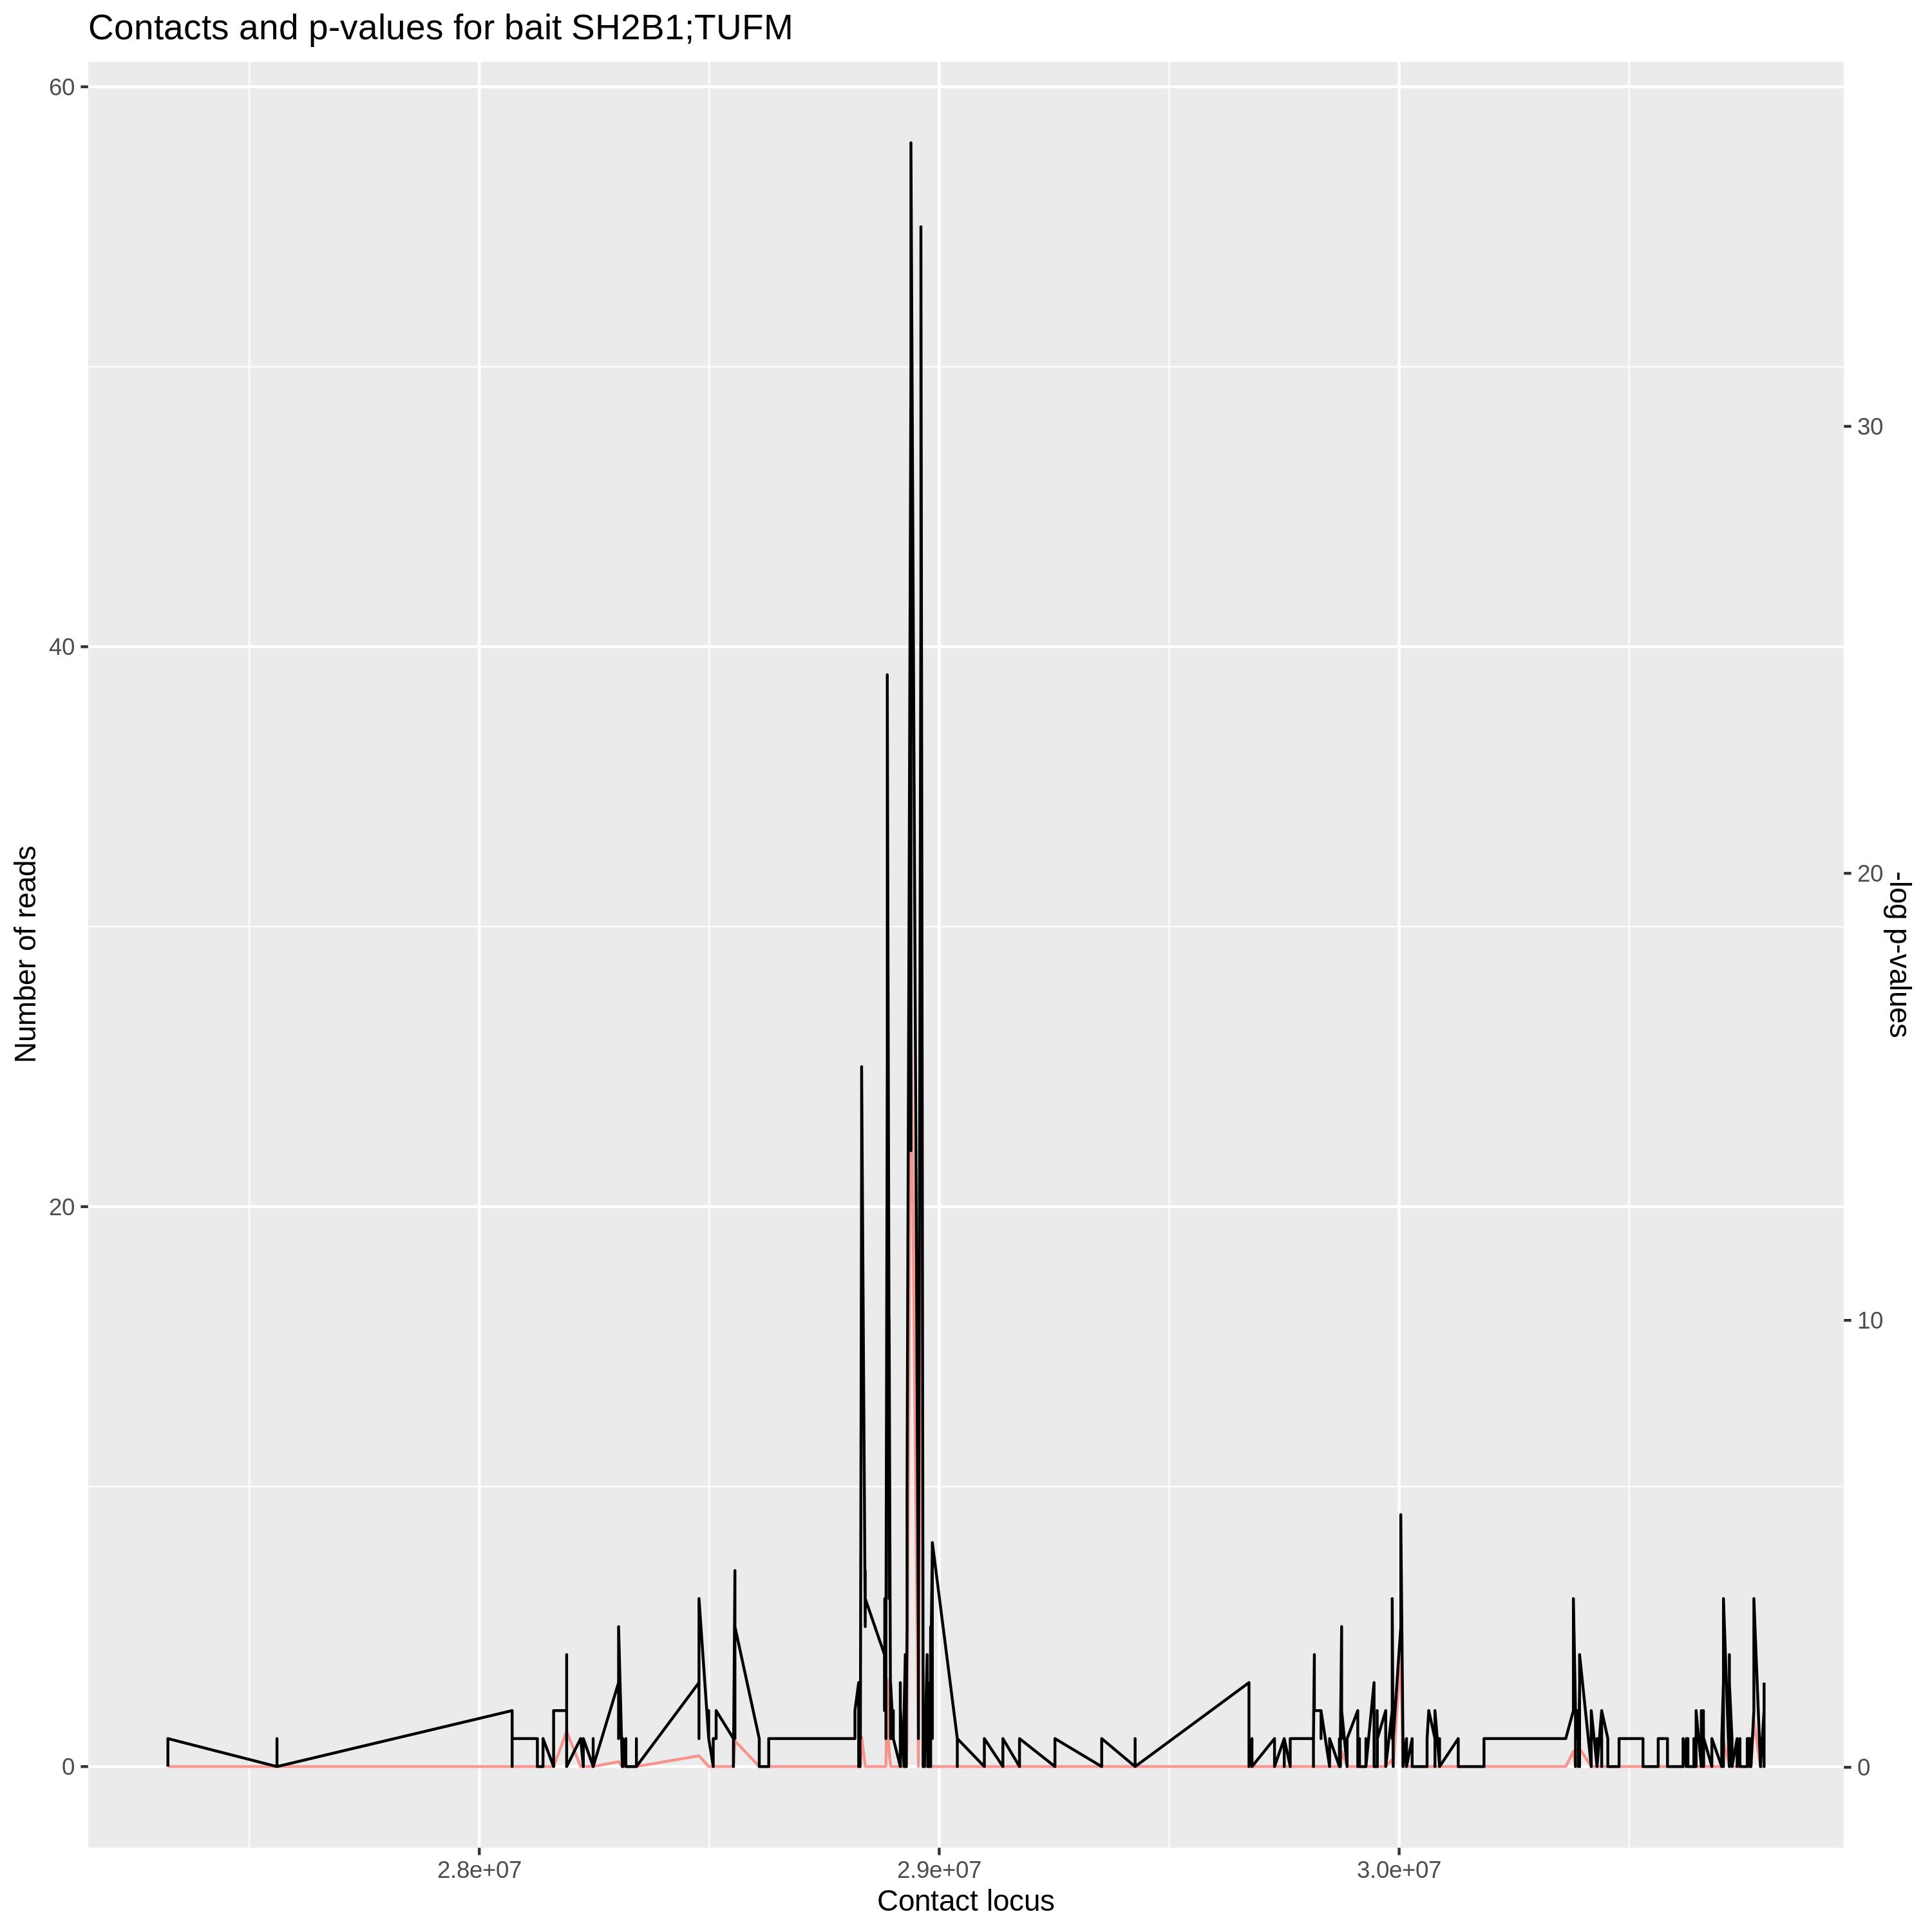 Contacts and p-values for bait SH2B1;TUFM
60
40
20
0
Number of reads
30
20
10
0
-log p-values
2.8e+07
2.9e+07
3.0e+07
Contact locus